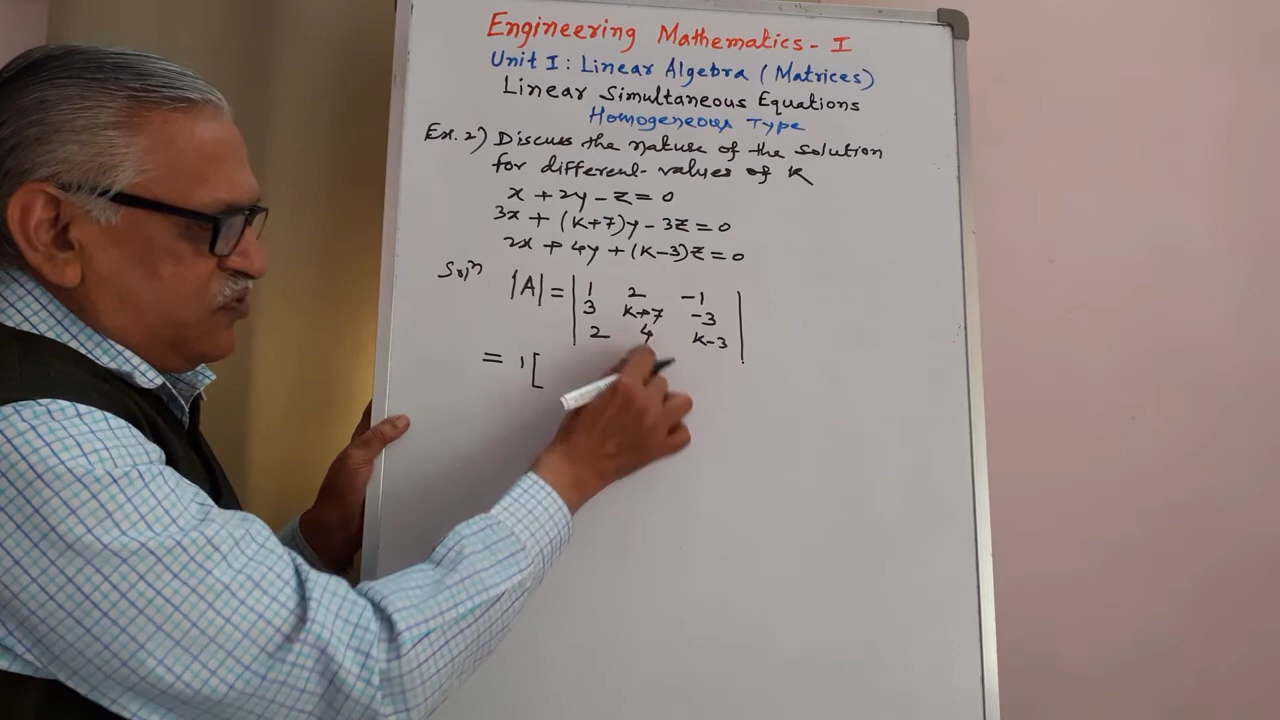 Engineering Mathematics - I
Unit I : Linear Algebra (Matrices)
Linear Simultaneous Equations
Homogeneous Type
Ex. 2) Discuss the nature of the solution
for different values of K
x + 2y - z = 0
3x + (K+7)y - 3z = 0
2x + 4y + (K-3)z = 0
Solⁿ |A| = | 1 2 -1
3 K+7 -3
2 4 K-3 |
= 1 [